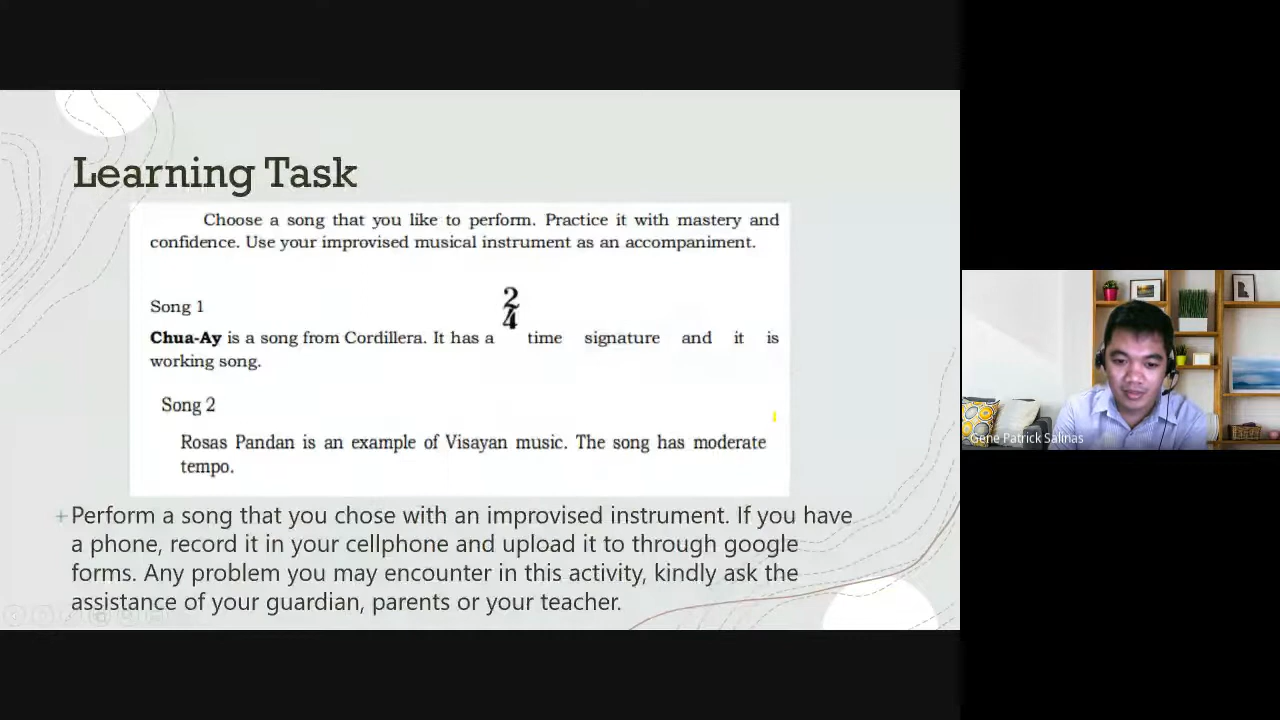 Learning Task
Choose a song that you like to perform. Practice it with mastery and
confidence. Use your improvised musical instrument as an accompaniment.
Song 1
Chua-Ay is a song from Cordillera. It has a 2/4 time signature and it is
working song.
Song 2
Rosas Pandan is an example of Visayan music. The song has moderate
tempo.
+Perform a song that you chose with an improvised instrument. If you have
a phone, record it in your cellphone and upload it to through google
forms. Any problem you may encounter in this activity, kindly ask the
assistance of your guardian, parents or your teacher.
Gene Patrick Salinas